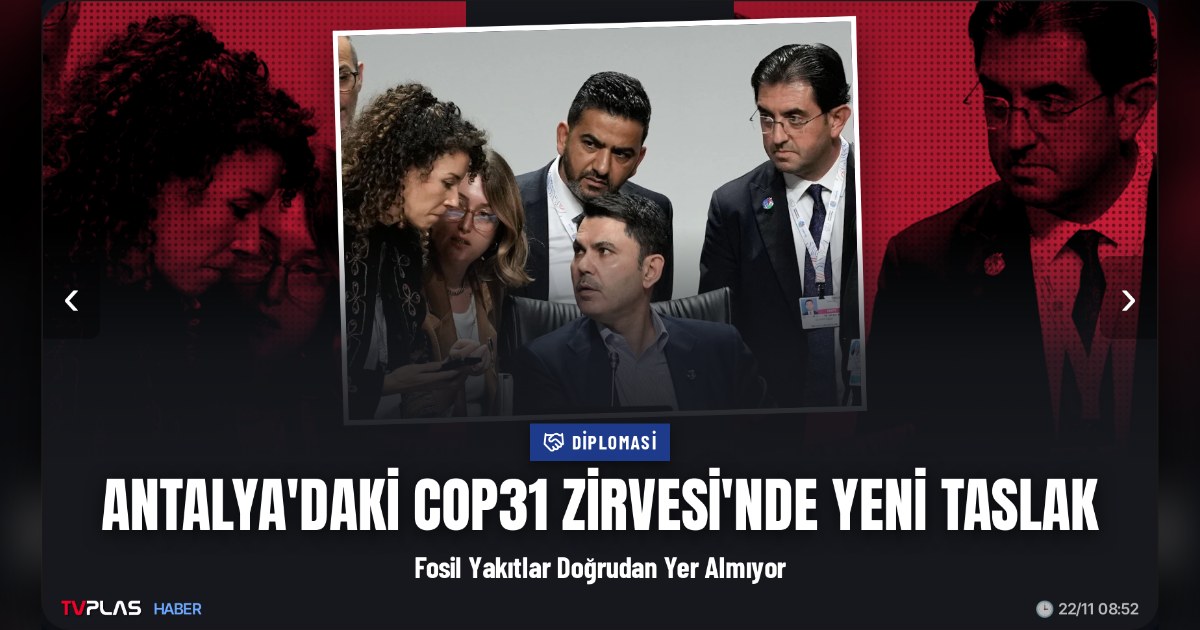 DİPLOMASİ
ANTALYA'DAKİ COP31 ZİRVESİ'NDE YENİ TASLAK
Fosil Yakıtlar Doğrudan Yer Almıyor
TVPLAS HABER
22/11 08:52